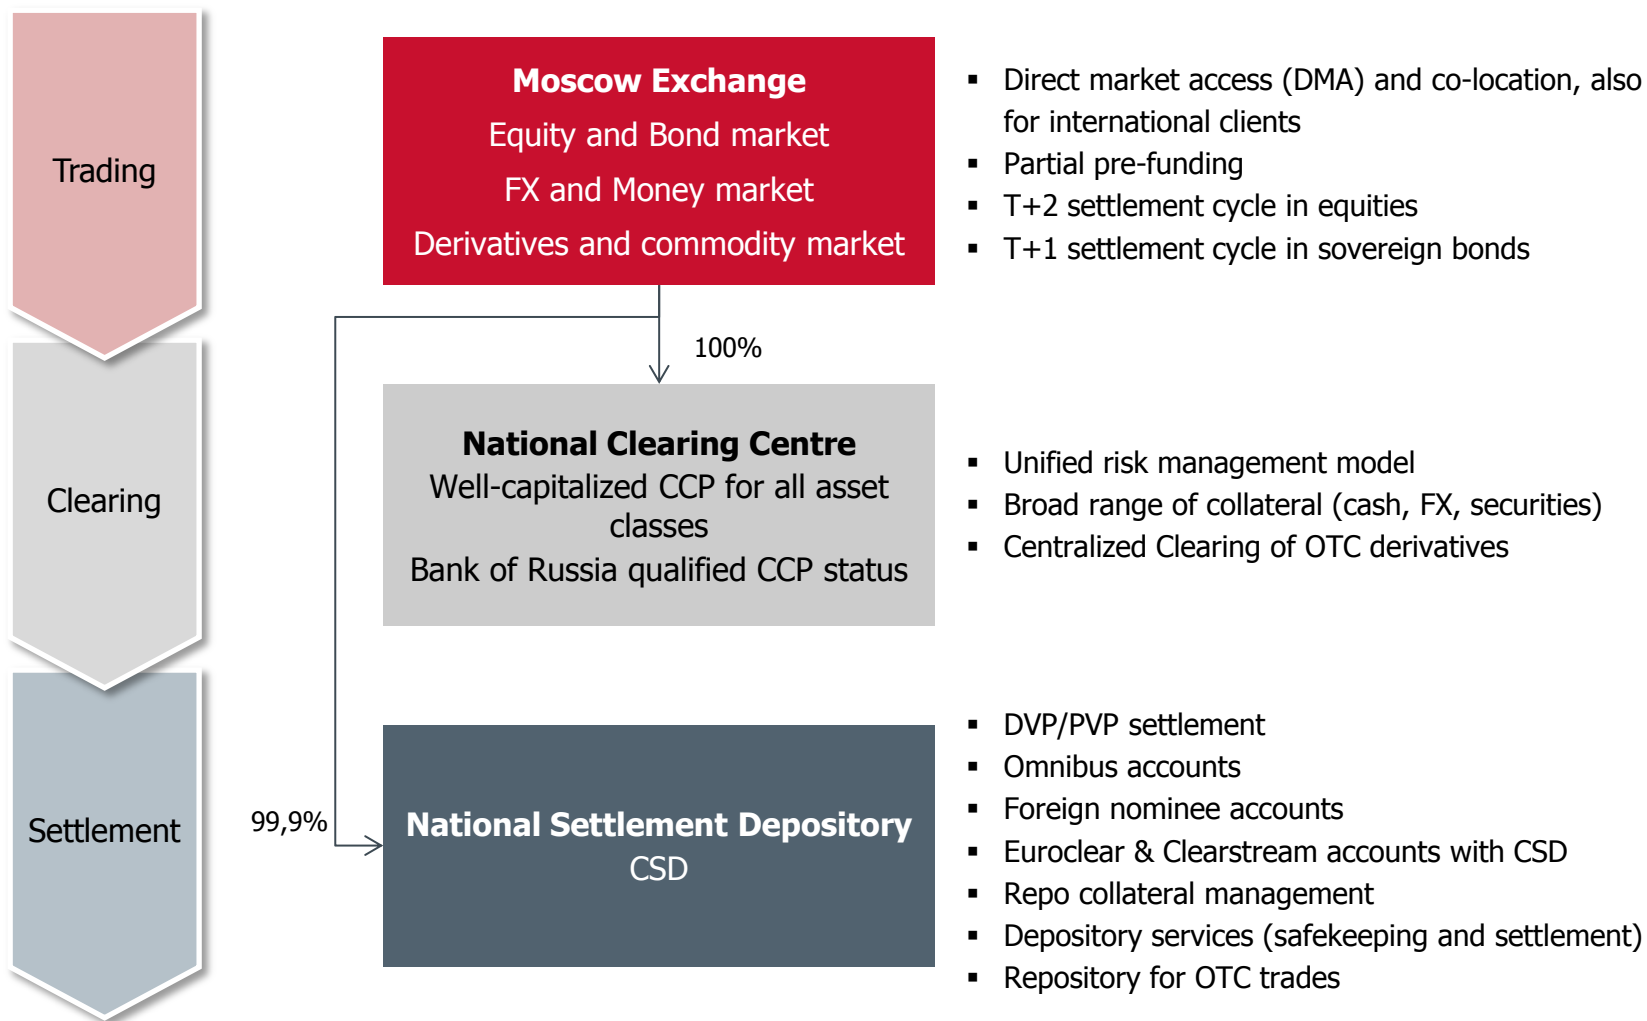 Trading
Moscow Exchange
Equity and Bond market
FX and Money market
Derivatives and commodity market
▪ Direct market access (DMA) and co-location, also
for international clients
▪ Partial pre-funding
▪ T+2 settlement cycle in equities
▪ T+1 settlement cycle in sovereign bonds
100%
Clearing
National Clearing Centre
Well-capitalized CCP for all asset
classes
Bank of Russia qualified CCP status
▪ Unified risk management model
▪ Broad range of collateral (cash, FX, securities)
▪ Centralized Clearing of OTC derivatives
Settlement
99,9%
National Settlement Depository
CSD
▪ DVP/PVP settlement
▪ Omnibus accounts
▪ Foreign nominee accounts
▪ Euroclear & Clearstream accounts with CSD
▪ Repo collateral management
▪ Depository services (safekeeping and settlement)
▪ Repository for OTC trades